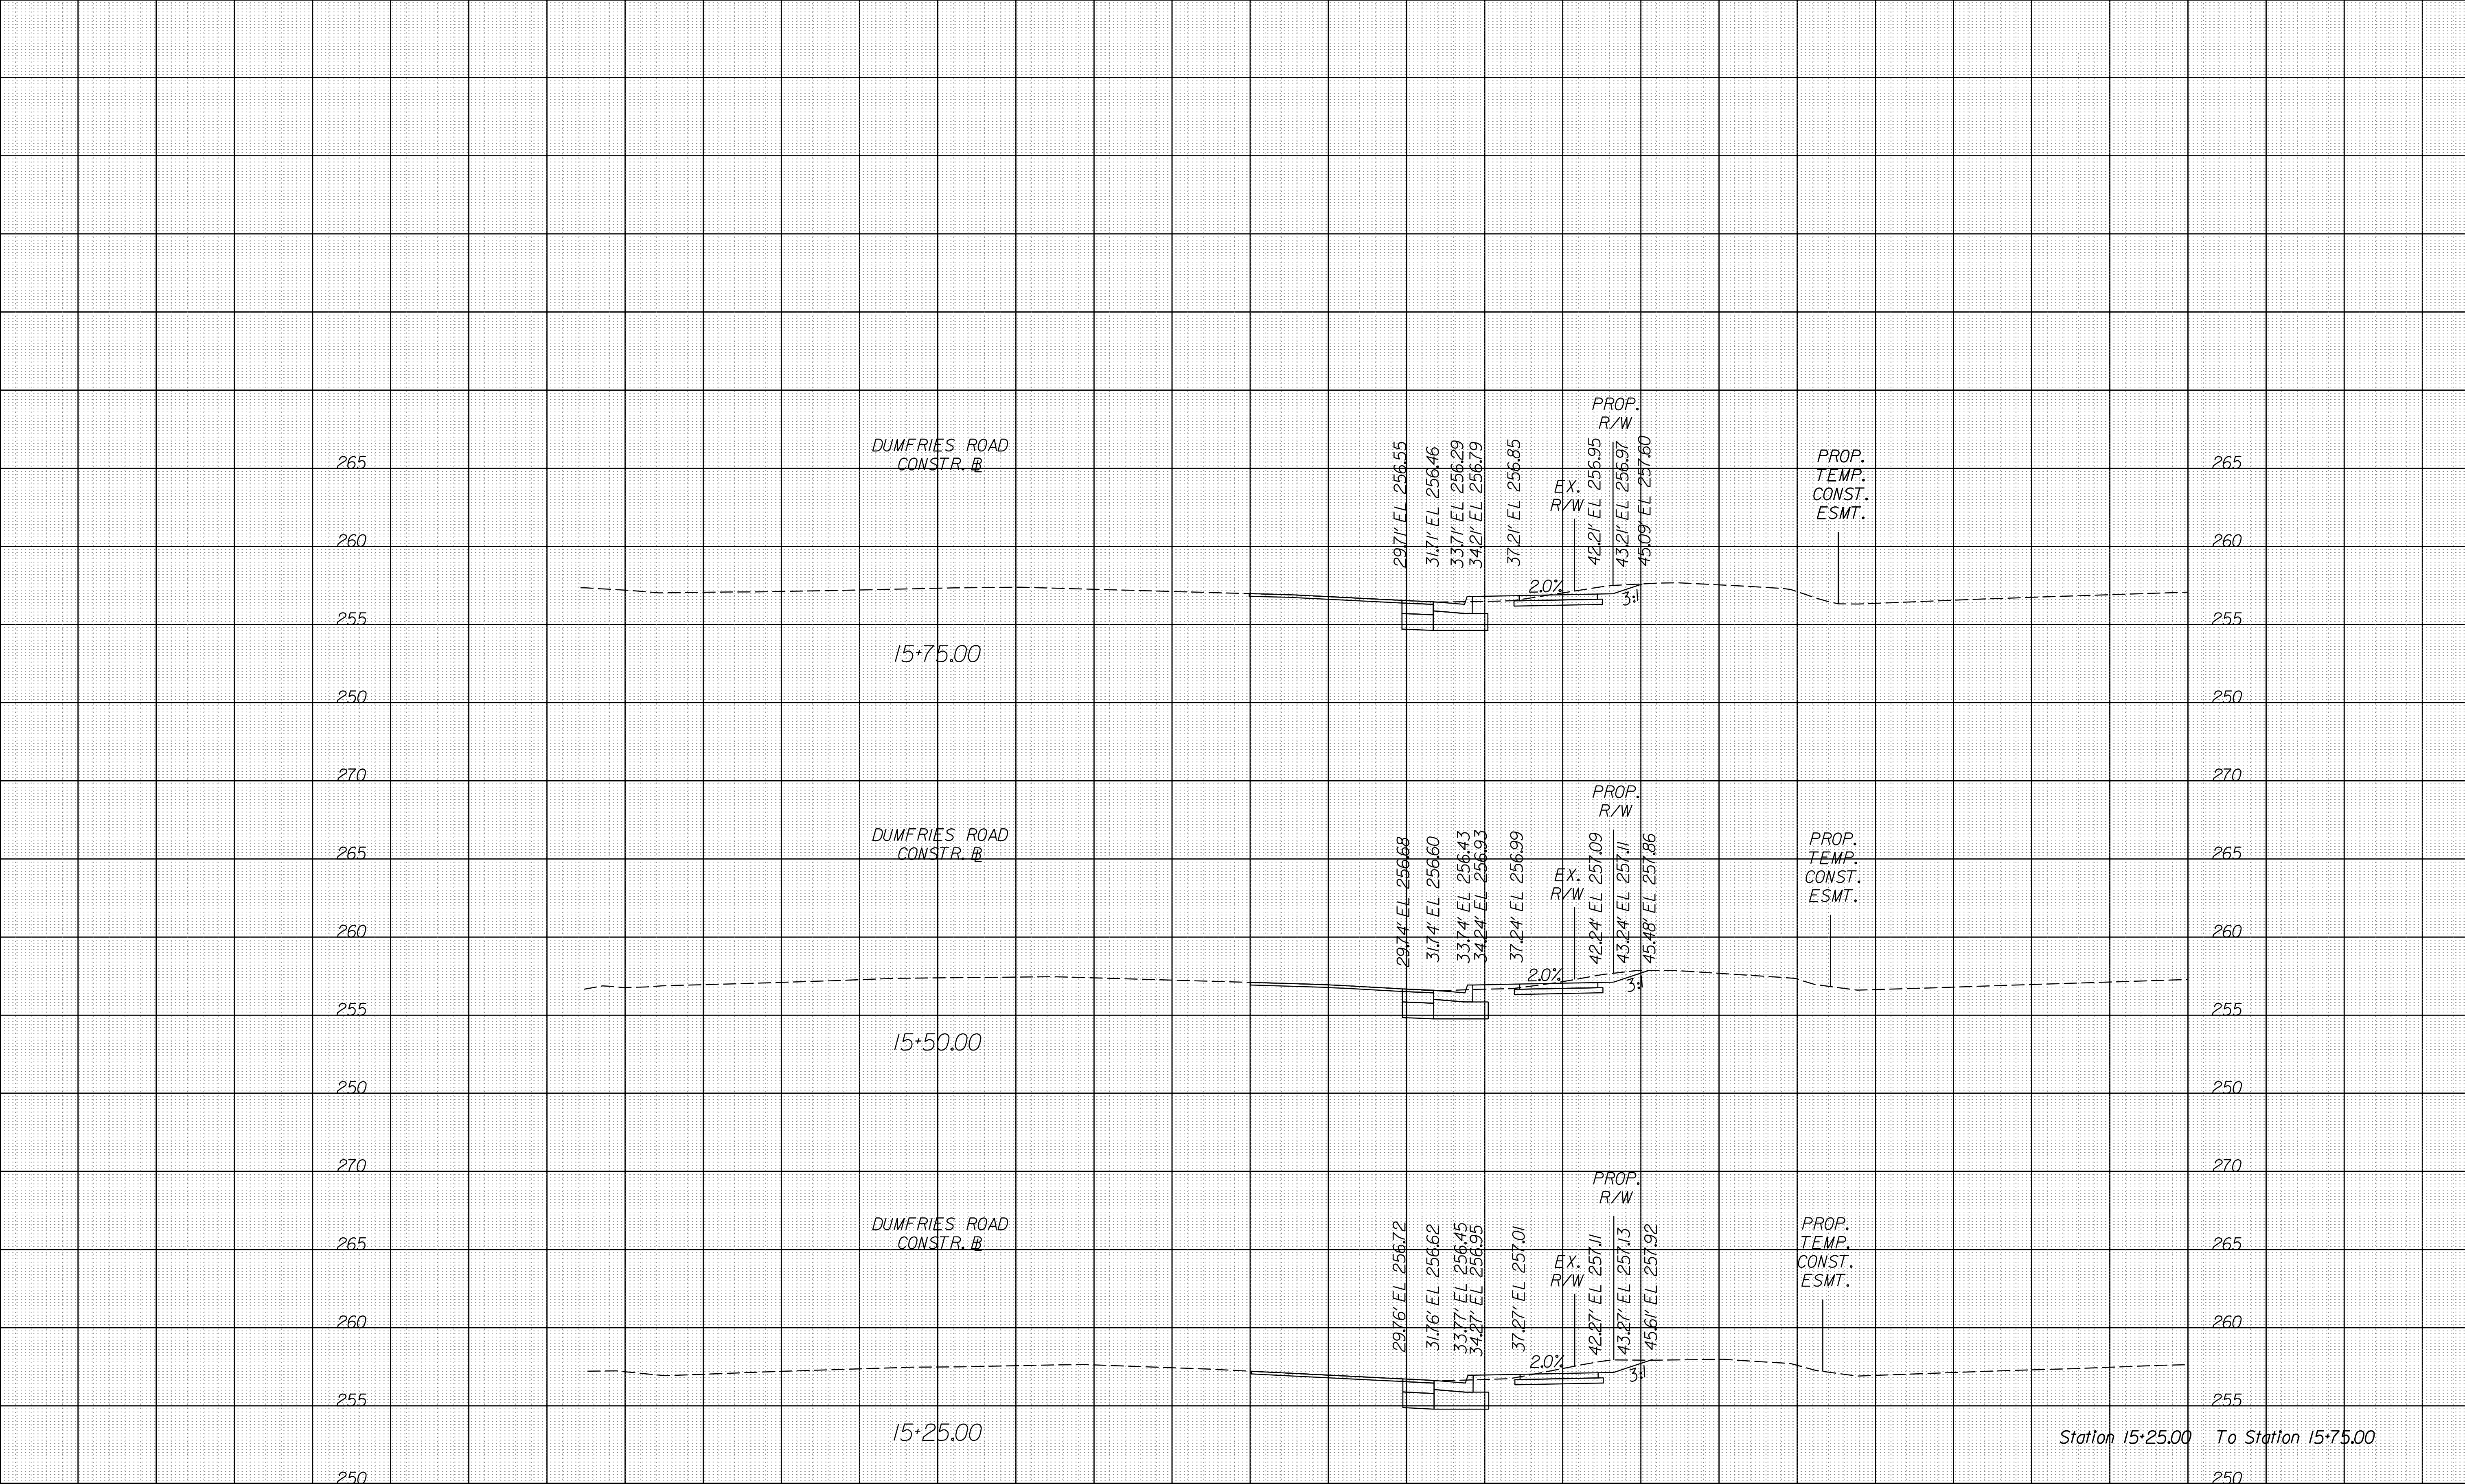 PROP.
R/W
DUMFRIES ROAD
CONSTR. BL
29.71' EL 256.55
31.71' EL 256.46
33.71' EL 256.29
34.21' EL 256.79
37.21' EL 256.85
EX.
R/W
42.21' EL 256.95
43.21' EL 256.97
45.09' EL 257.60
PROP.
TEMP.
CONST.
ESMT.
265 265
260 260
2.0%
3:1
255 255
15+75.00
250 250
270 270
PROP.
R/W
DUMFRIES ROAD
CONSTR. BL
29.74' EL 256.68
31.74' EL 256.60
33.74' EL 256.43
34.24' EL 256.93
37.24' EL 256.99
EX.
R/W
42.24' EL 257.09
43.24' EL 257.11
45.48' EL 257.86
PROP.
TEMP.
CONST.
ESMT.
265 265
260 260
2.0%
3:1
255 255
15+50.00
250 250
270 270
PROP.
R/W
DUMFRIES ROAD
CONSTR. BL
29.76' EL 256.72
31.76' EL 256.62
33.77' EL 256.45
34.27' EL 256.95
37.27' EL 257.01
EX.
R/W
42.27' EL 257.11
43.27' EL 257.13
45.61' EL 257.92
PROP.
TEMP.
CONST.
ESMT.
265 265
260 260
2.0%
3:1
255 255
15+25.00
Station 15+25.00 To Station 15+75.00
250 250